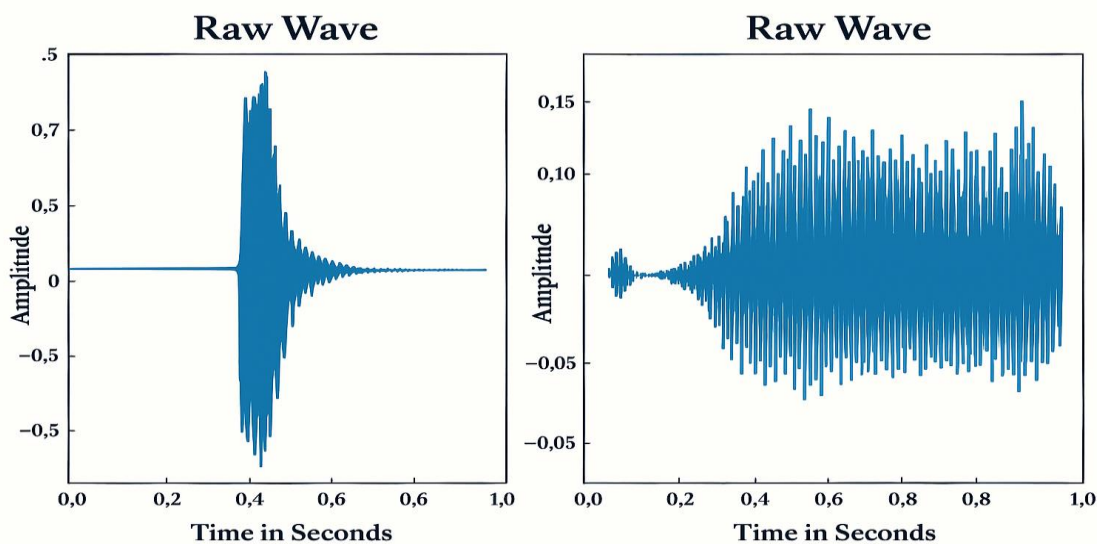 Raw Wave
.5
0,7
0,5
0
−0,5
−0,5
Amplitude
0,0 0,2 0,4 0,6 0,6 1,0
Time in Seconds
Raw Wave
0,15
0,10
−0,05
−0,05
Amplitude
0,0 0,2 0,4 0,6 0,8 0,8 1,0
Time in Seconds